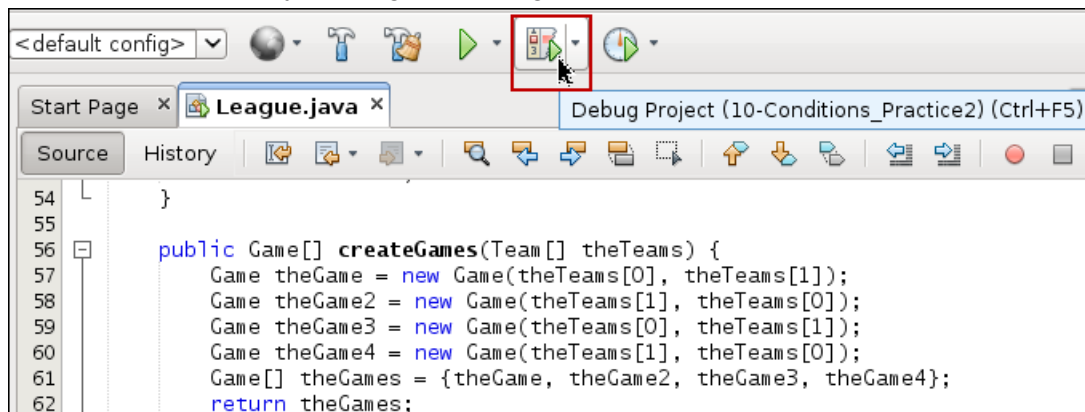 <default config>
Start Page × League.java ×
Debug Project (10-Conditions_Practice2) (Ctrl+F5)
Source History
54 }
55
56 public Game[] createGames(Team[] theTeams) {
57 Game theGame = new Game(theTeams[0], theTeams[1]);
58 Game theGame2 = new Game(theTeams[1], theTeams[0]);
59 Game theGame3 = new Game(theTeams[0], theTeams[1]);
60 Game theGame4 = new Game(theTeams[1], theTeams[0]);
61 Game[] theGames = {theGame, theGame2, theGame3, theGame4};
62 return theGames;